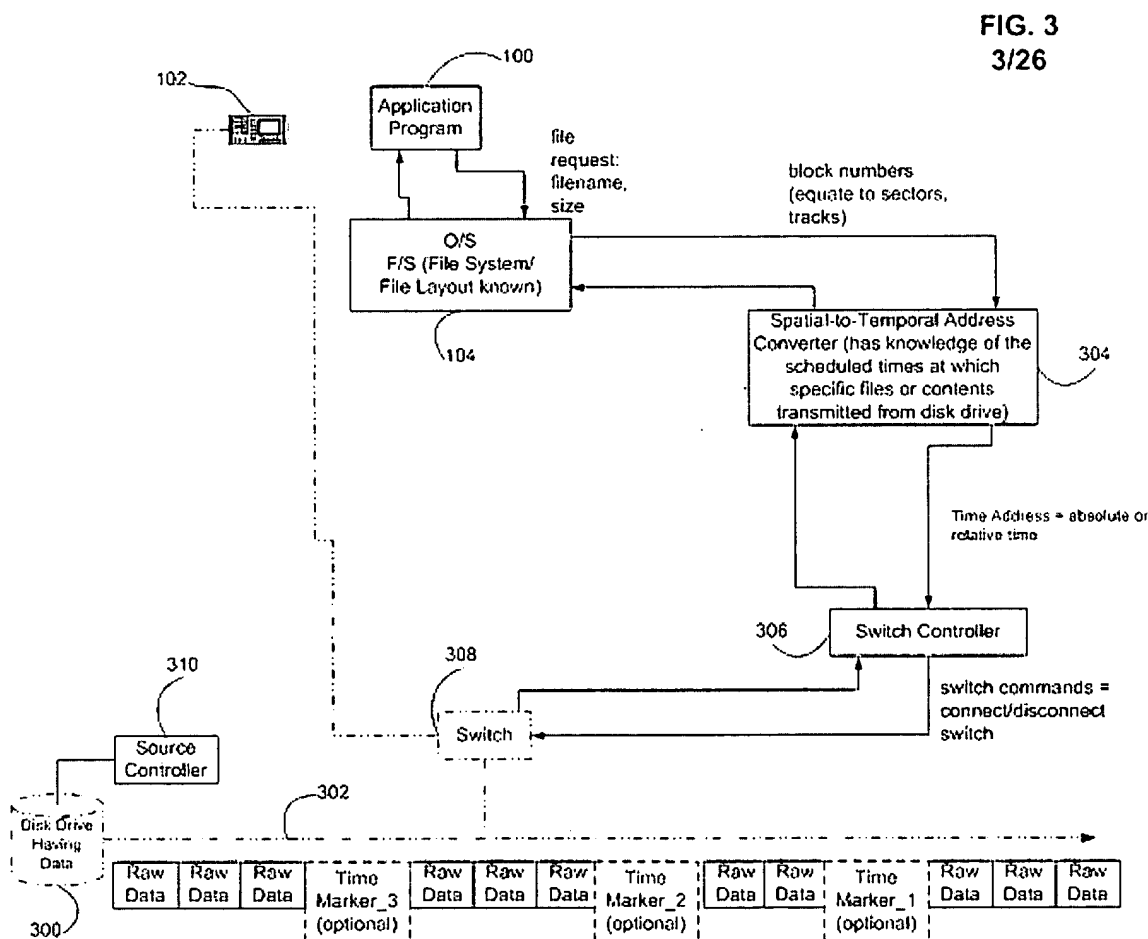 FIG. 3
3/26
102
100
Application
Program
file
request:
filename,
size
block numbers
(equate to sectors,
tracks)
O/S
F/S (File System/
File Layout known)
104
Spatial-to-Temporal Address
Converter (has knowledge of the
scheduled times at which
specific files or contents
transmitted from disk drive)
304
Time Address = absolute or
relative time
306
Switch Controller
308
Switch
switch commands =
connect/disconnect
switch
310
Source
Controller
302
Disk Drive
Having
Data
300
Raw
Data
Raw
Data
Raw
Data
Time
Marker_3
(optional)
Raw
Data
Raw
Data
Raw
Data
Time
Marker_2
(optional)
Raw
Data
Raw
Data
Time
Marker_1
(optional)
Raw
Data
Raw
Data
Raw
Data